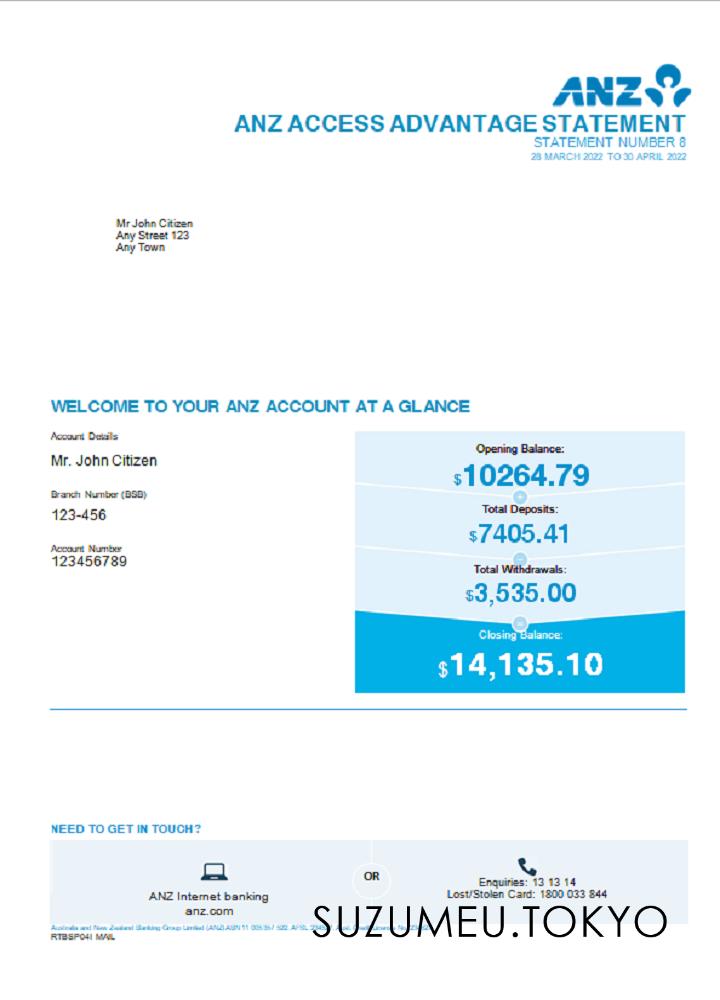 ANZ
ANZ ACCESS ADVANTAGE STATEMENT
STATEMENT NUMBER 8
28 MARCH 2022 TO 30 APRIL 2022
Mr John Citizen
Any Street 123
Any Town
WELCOME TO YOUR ANZ ACCOUNT AT A GLANCE
Account Details
Mr. John Citizen
Branch Number (BSB)
123-456
Account Number
123456789
Opening Balance:
$10264.79
+
Total Deposits:
$7405.41
–
Total Withdrawals:
$3,535.00
=
Closing Balance:
$14,135.10
NEED TO GET IN TOUCH?
ANZ Internet banking
anz.com
OR
Enquiries: 13 13 14
Lost/Stolen Card: 1800 033 844
SUZUMEU.TOKYO
Australia and New Zealand Banking Group Limited (ANZ) ABN 11 005 357 522.
RTBSP04I MAIL